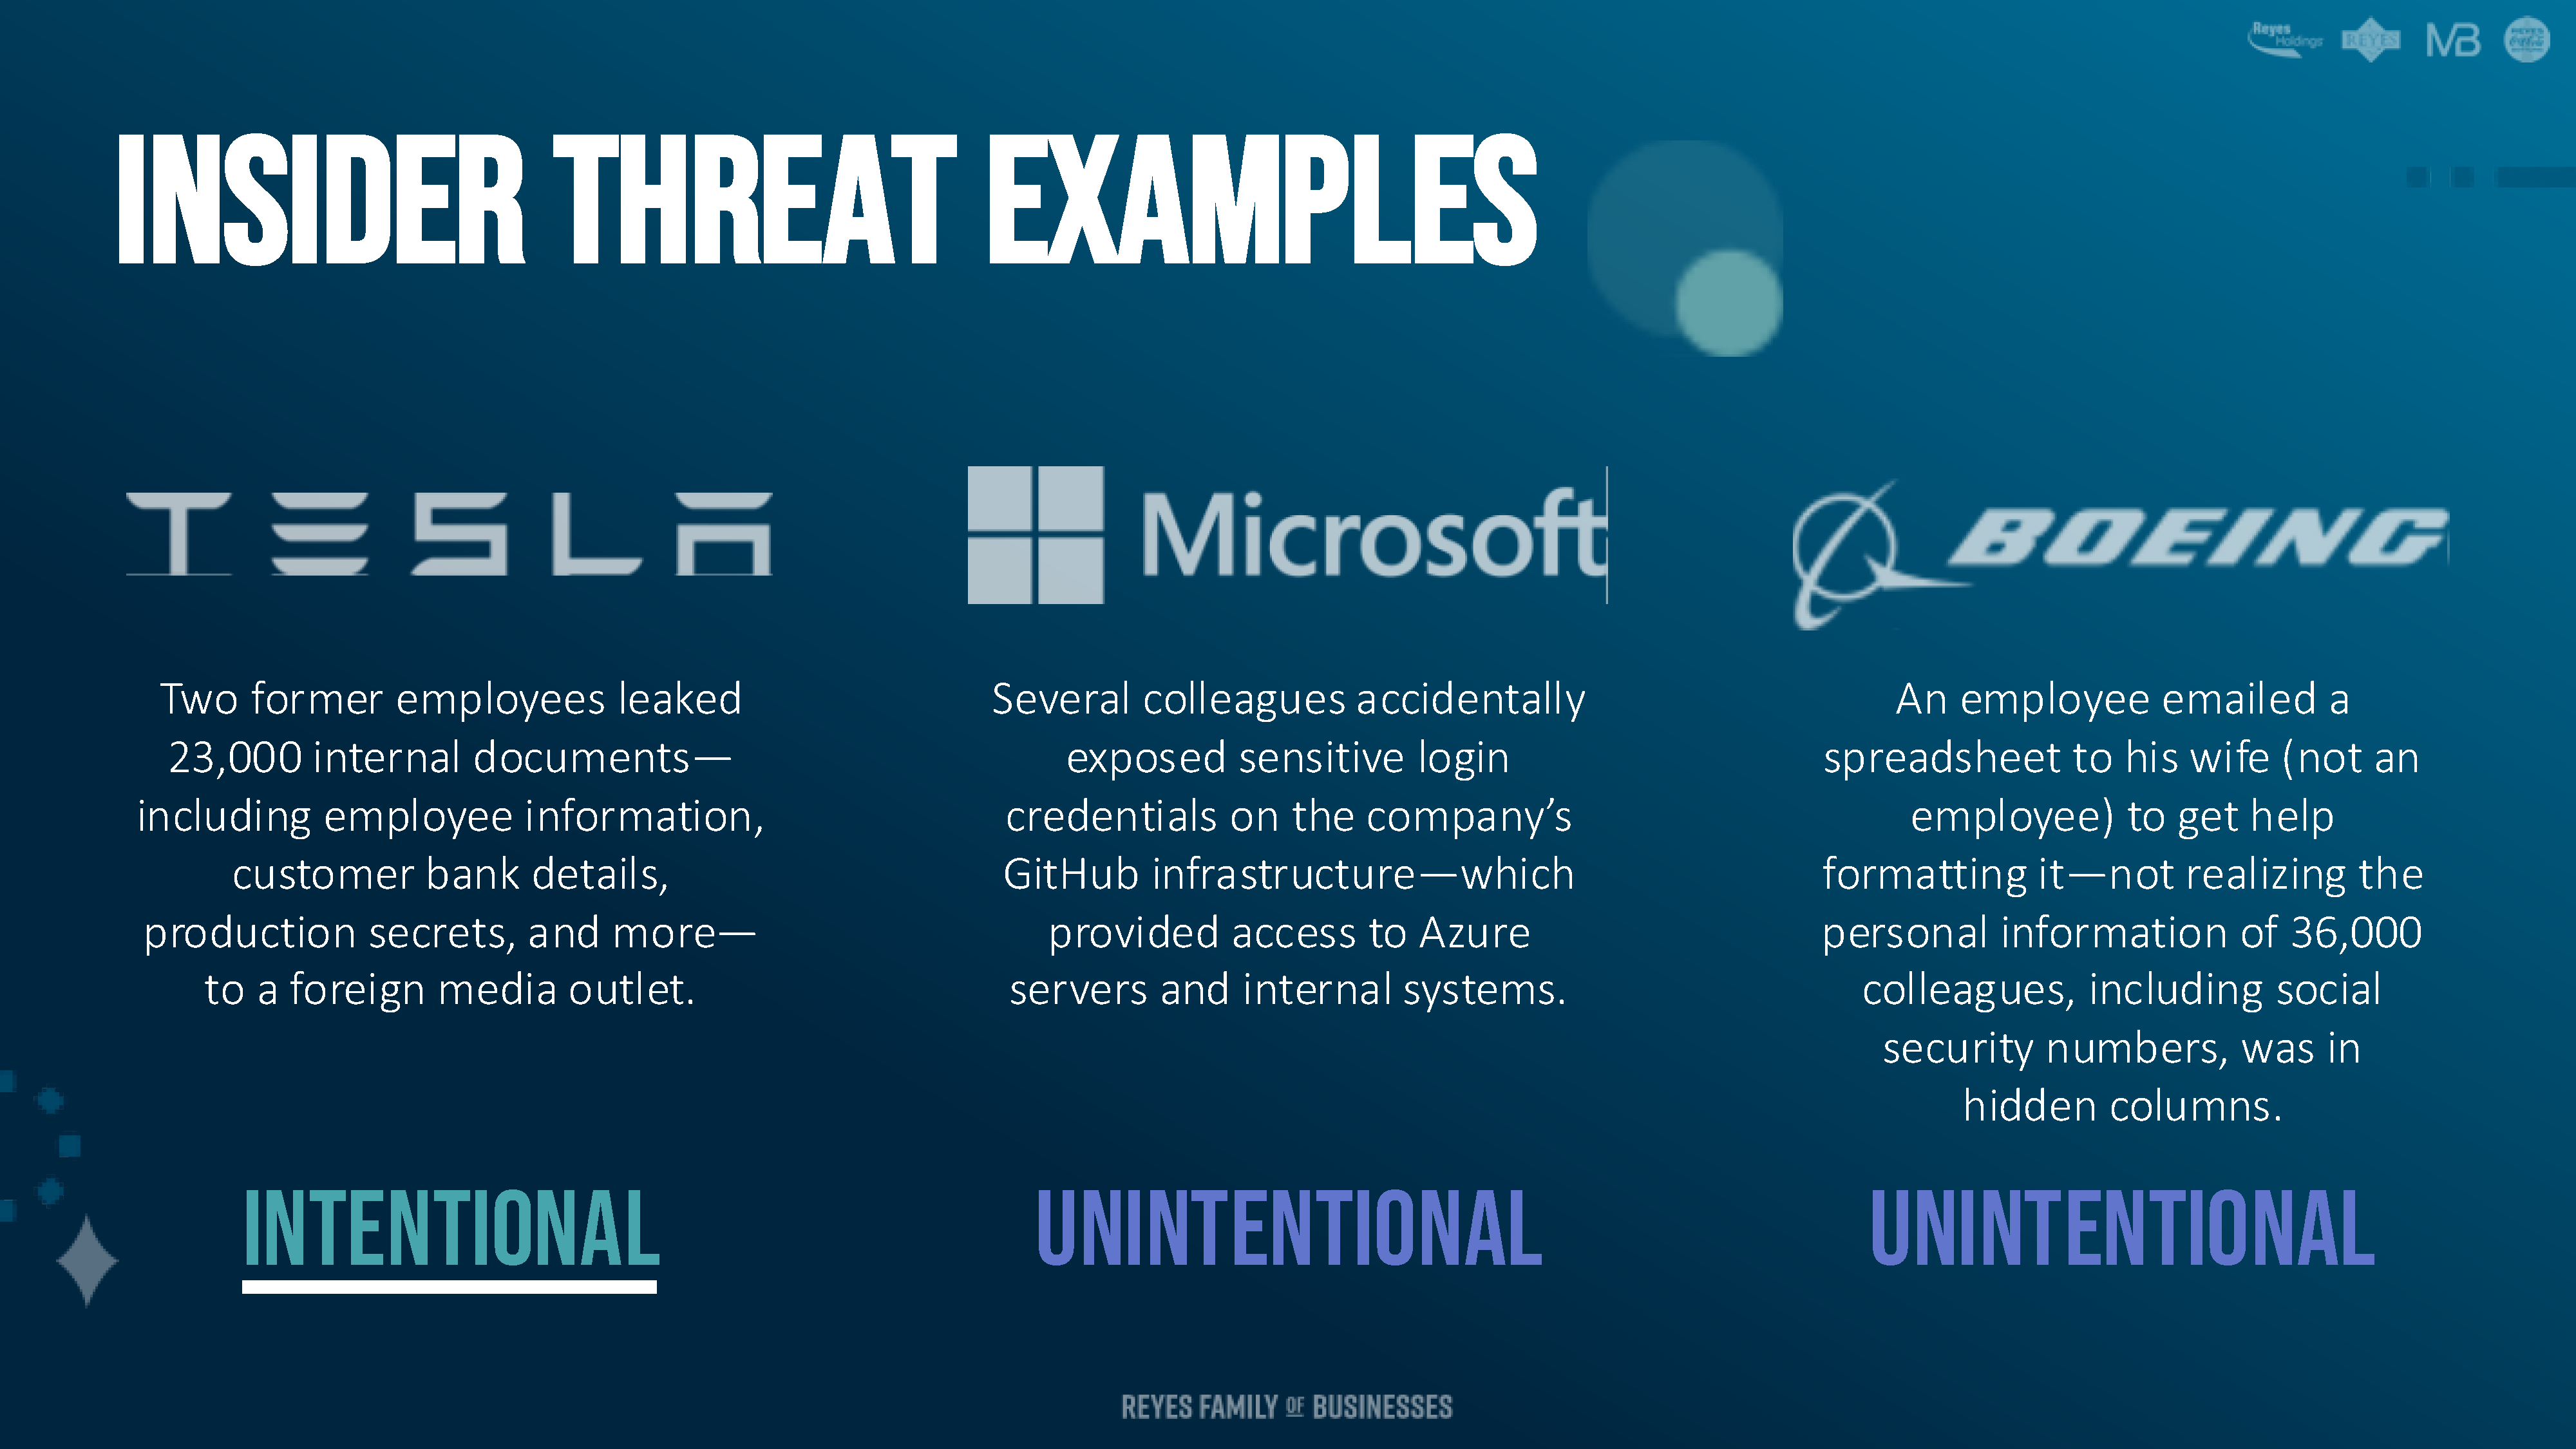 Reyes
Holdings
REYES
MB
INSIDER THREAT EXAMPLES
TESLA
Microsoft
BOEING
Two former employees leaked
23,000 internal documents—
including employee information,
customer bank details,
production secrets, and more—
to a foreign media outlet.
INTENTIONAL
Several colleagues accidentally
exposed sensitive login
credentials on the company’s
GitHub infrastructure—which
provided access to Azure
servers and internal systems.
UNINTENTIONAL
An employee emailed a
spreadsheet to his wife (not an
employee) to get help
formatting it—not realizing the
personal information of 36,000
colleagues, including social
security numbers, was in
hidden columns.
UNINTENTIONAL
REYES FAMILY OF BUSINESSES